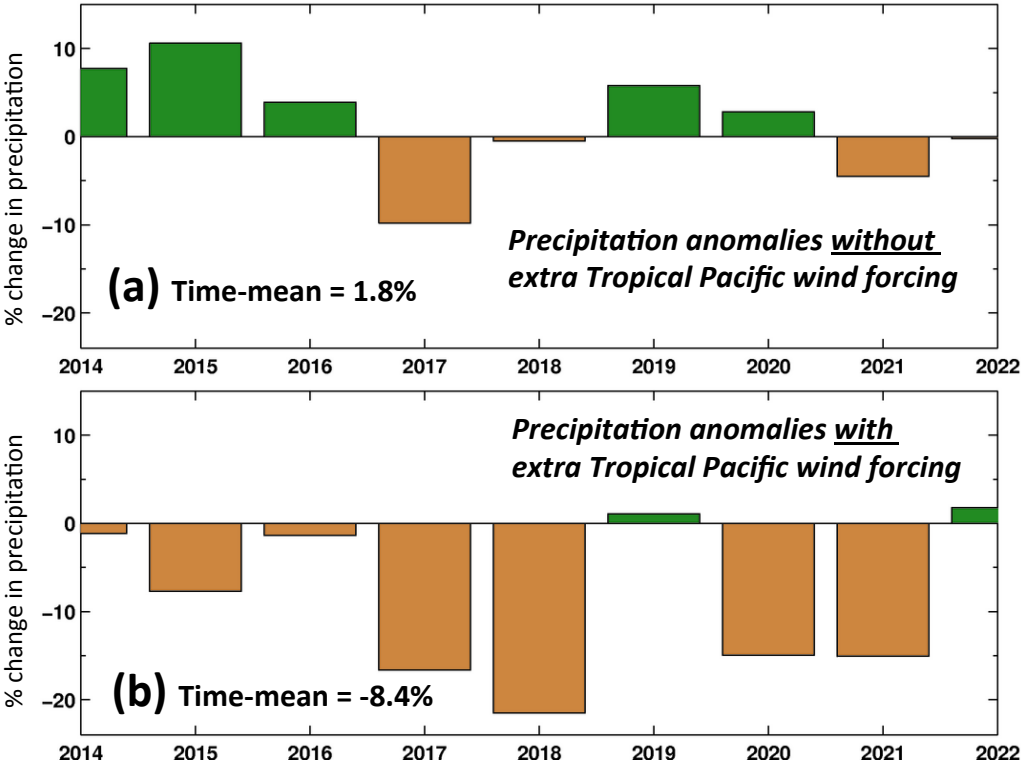 % change in precipitation
10
0
−10
−20
Precipitation anomalies without
extra Tropical Pacific wind forcing
(a) Time-mean = 1.8%
2014 2015 2016 2017 2018 2019 2020 2021 2022
% change in precipitation
Precipitation anomalies with
extra Tropical Pacific wind forcing
10
0
−10
−20
(b) Time-mean = -8.4%
2014 2015 2016 2017 2018 2019 2020 2021 2022